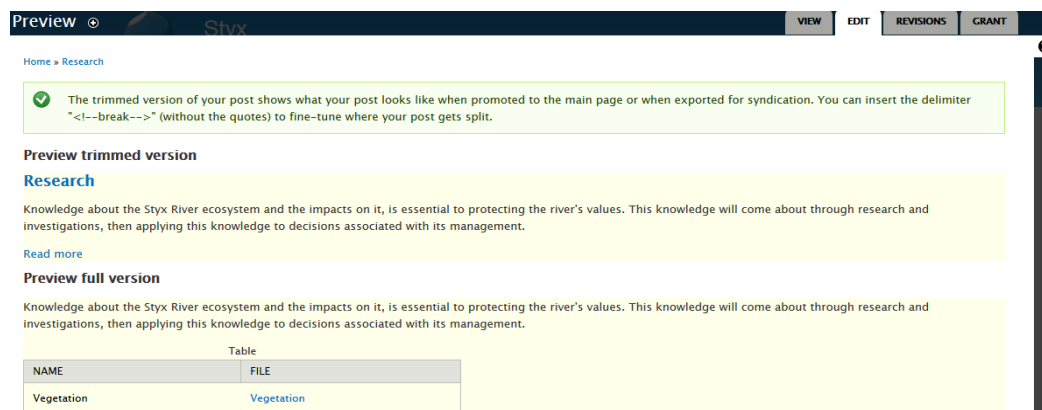 Preview
Styx
VIEW EDIT REVISIONS GRANT
Home » Research
The trimmed version of your post shows what your post looks like when promoted to the main page or when exported for syndication. You can insert the delimiter
"<!--break-->" (without the quotes) to fine-tune where your post gets split.
Preview trimmed version
Research
Knowledge about the Styx River ecosystem and the impacts on it, is essential to protecting the river's values. This knowledge will come about through research and
investigations, then applying this knowledge to decisions associated with its management.
Read more
Preview full version
Knowledge about the Styx River ecosystem and the impacts on it, is essential to protecting the river's values. This knowledge will come about through research and
investigations, then applying this knowledge to decisions associated with its management.
Table
NAME FILE
Vegetation Vegetation